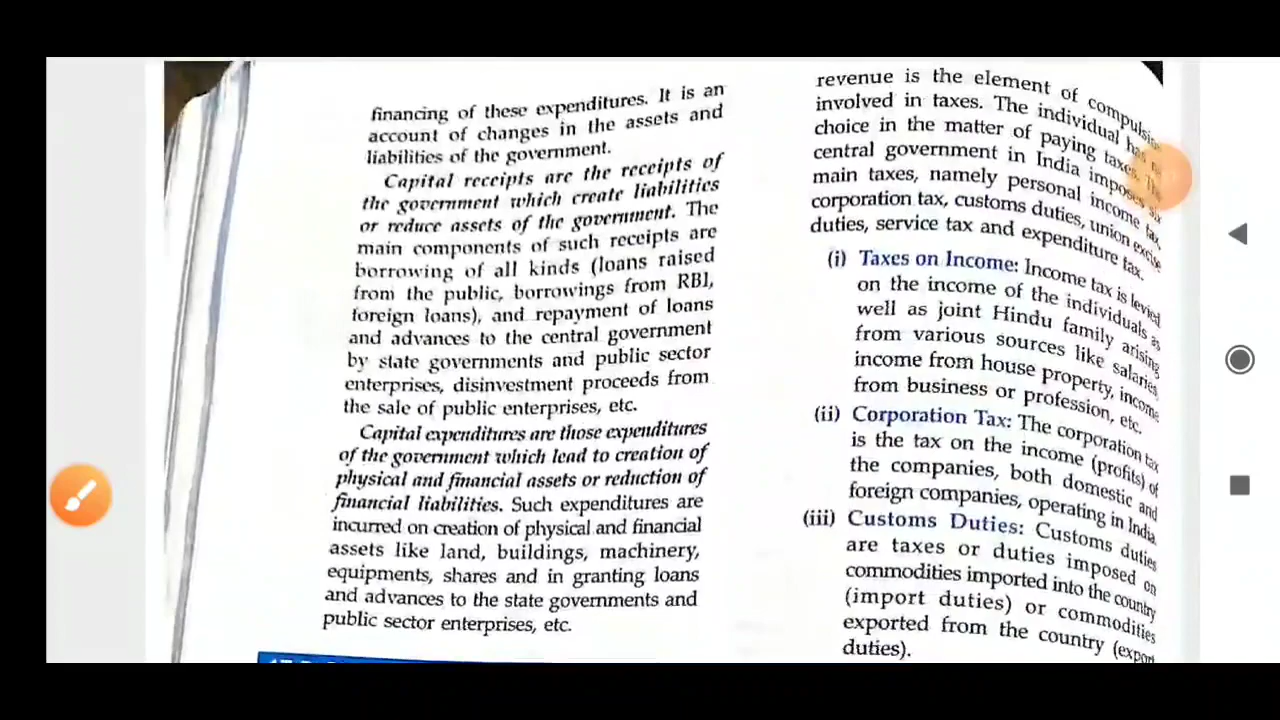 financing of these expenditures. It is an
account of changes in the assets and
liabilities of the government.
Capital receipts are the receipts of
the government which create liabilities
or reduce assets of the government. The
main components of such receipts are
borrowing of all kinds (loans raised
from the public, borrowings from RBI,
foreign loans), and repayment of loans
and advances to the central government
by state governments and public sector
enterprises, disinvestment proceeds from
the sale of public enterprises, etc.
Capital expenditures are those expenditures
of the government which lead to creation of
physical and financial assets or reduction of
financial liabilities. Such expenditures are
incurred on creation of physical and financial
assets like land, buildings, machinery,
equipments, shares and in granting loans
and advances to the state governments and
public sector enterprises, etc.
revenue is the element of
involved in taxes. The individual has
choice in the matter of paying taxes.
central government in India imposes
main taxes, namely personal income tax,
corporation tax, customs duties, union excise
duties, service tax and expenditure tax.
(i) Taxes on Income: Income tax is levied
on the income of the individuals as
well as joint Hindu family arising
from various sources like salaries,
income from house property, income
from business or profession, etc.
(ii) Corporation Tax: The corporation tax
is the tax on the income (profits) of
the companies, both domestic and
foreign companies, operating in India.
(iii) Customs Duties: Customs duties
are taxes or duties imposed on
commodities imported into the country
(import duties) or commodities
exported from the country (export
duties).